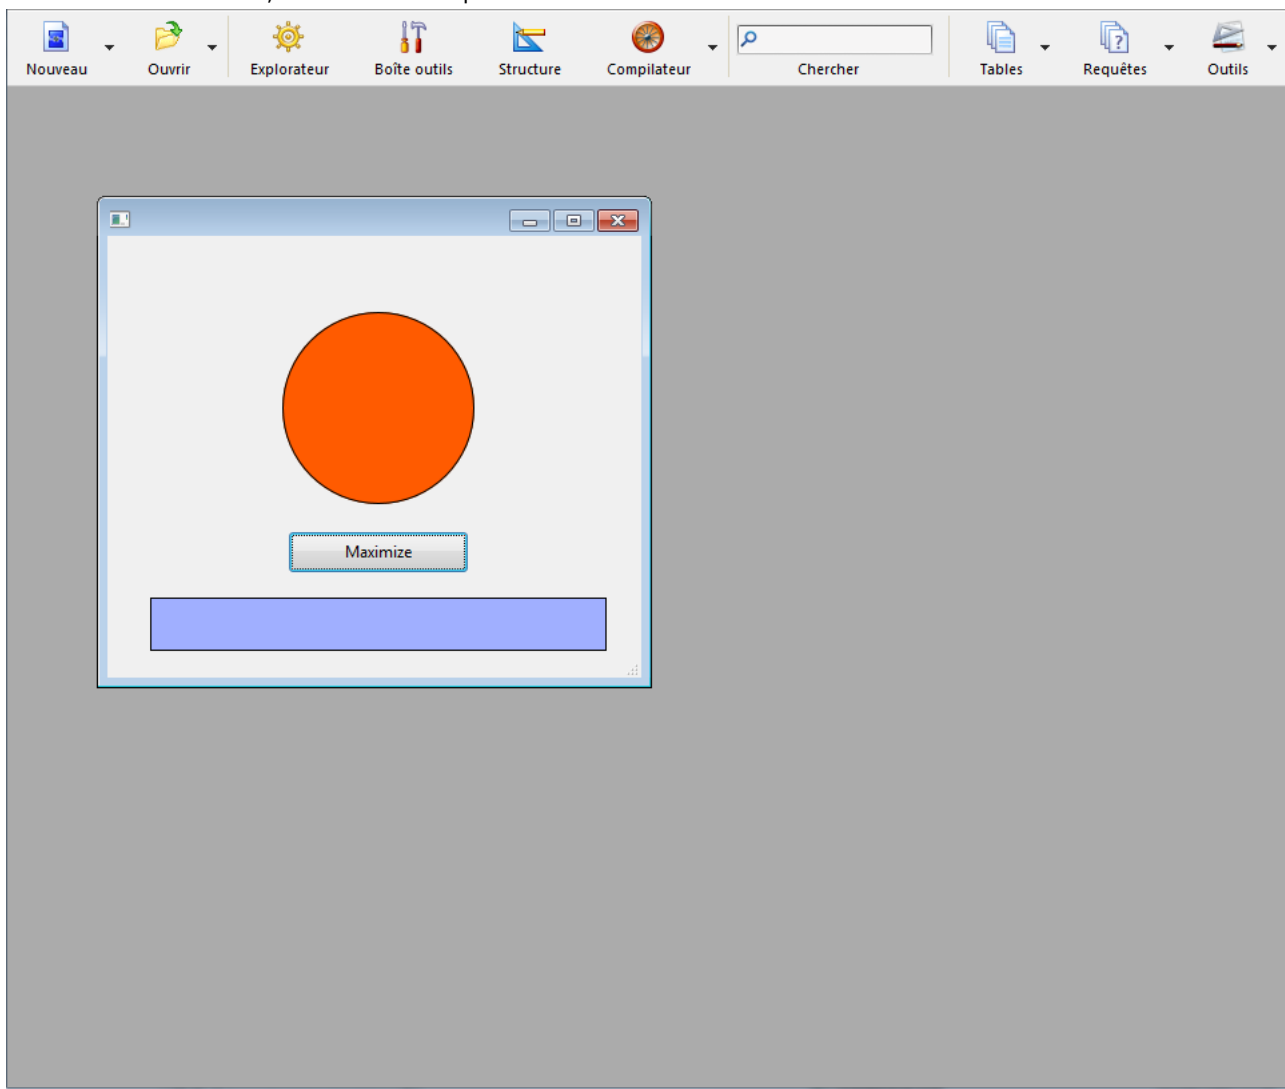 Nouveau
Ouvrir
Explorateur
Boîte outils
Structure
Compilateur
Chercher
Tables
Requêtes
Outils
Maximize